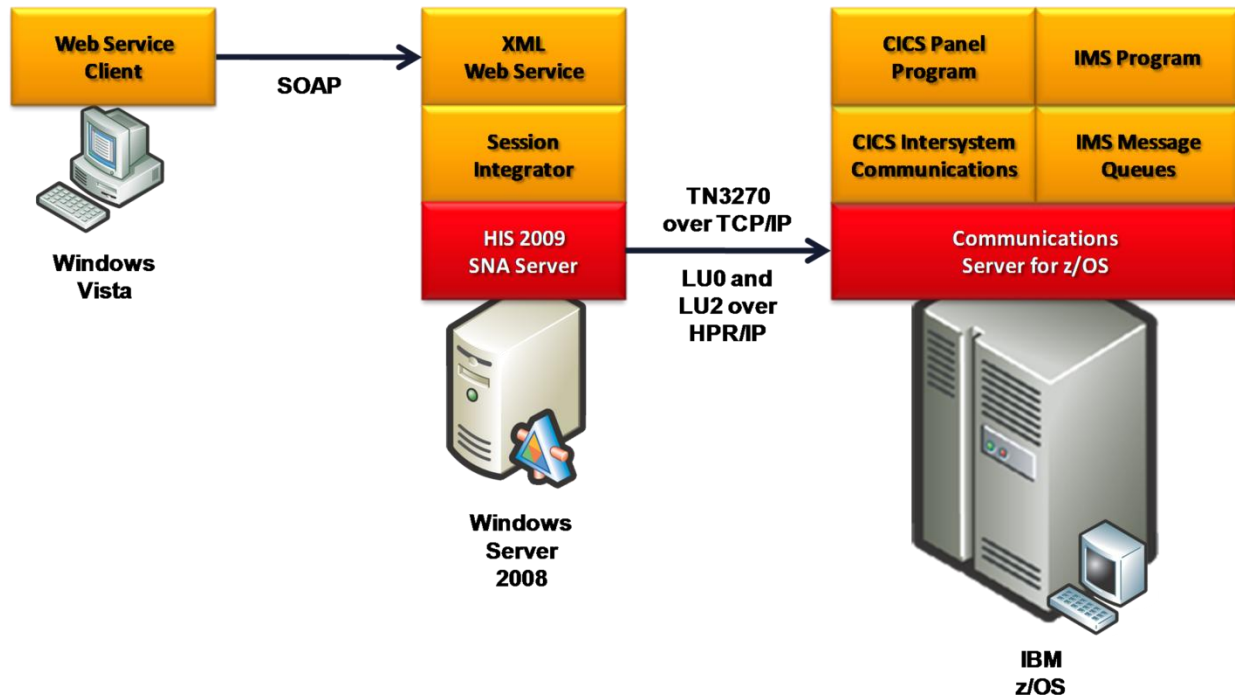 Web Service
Client
SOAP
XML
Web Service
CICS Panel
Program
IMS Program
Session
Integrator
CICS Intersystem
Communications
IMS Message
Queues
TN3270
over TCP/IP
HIS 2009
SNA Server
Communications
Server for z/OS
LU0 and
LU2 over
HPR/IP
Windows
Vista
Windows
Server
2008
IBM
z/OS